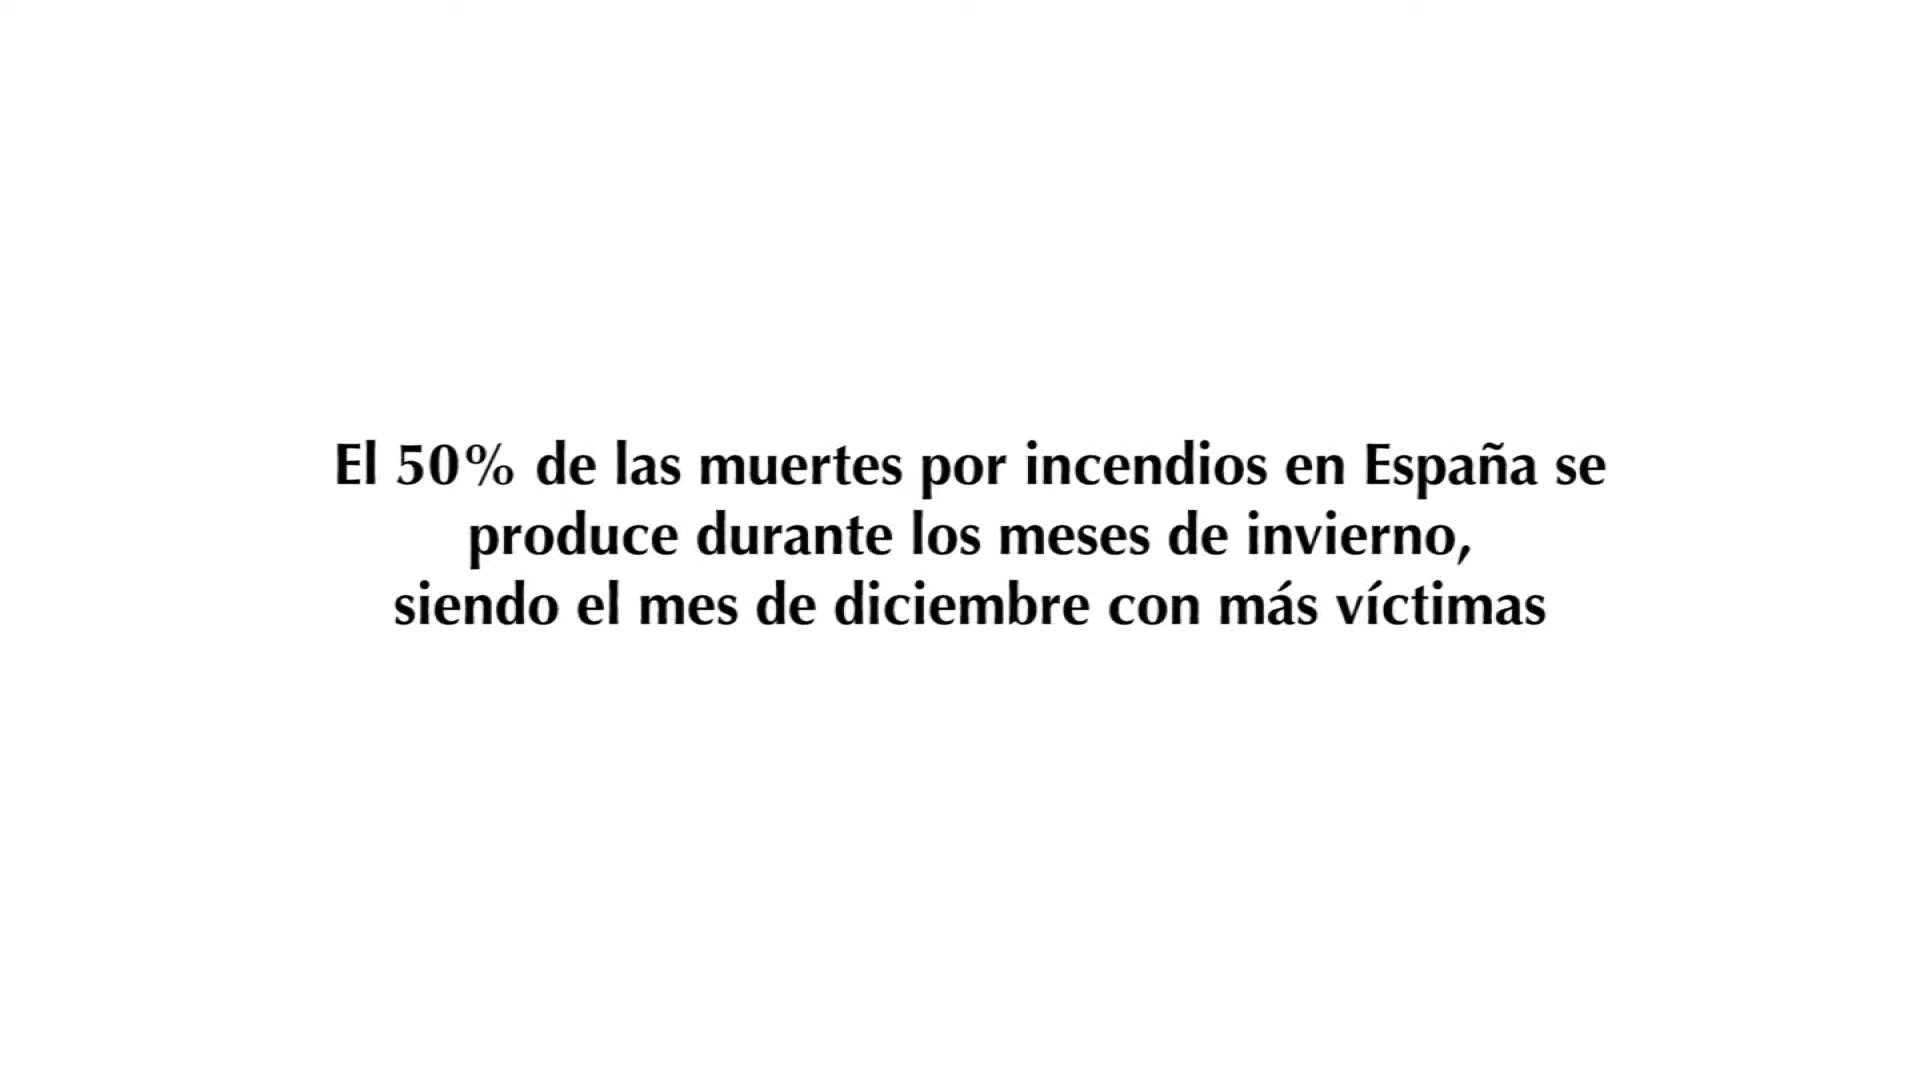 El 50% de las muertes por incendios en España se
produce durante los meses de invierno,
siendo el mes de diciembre con más víctimas